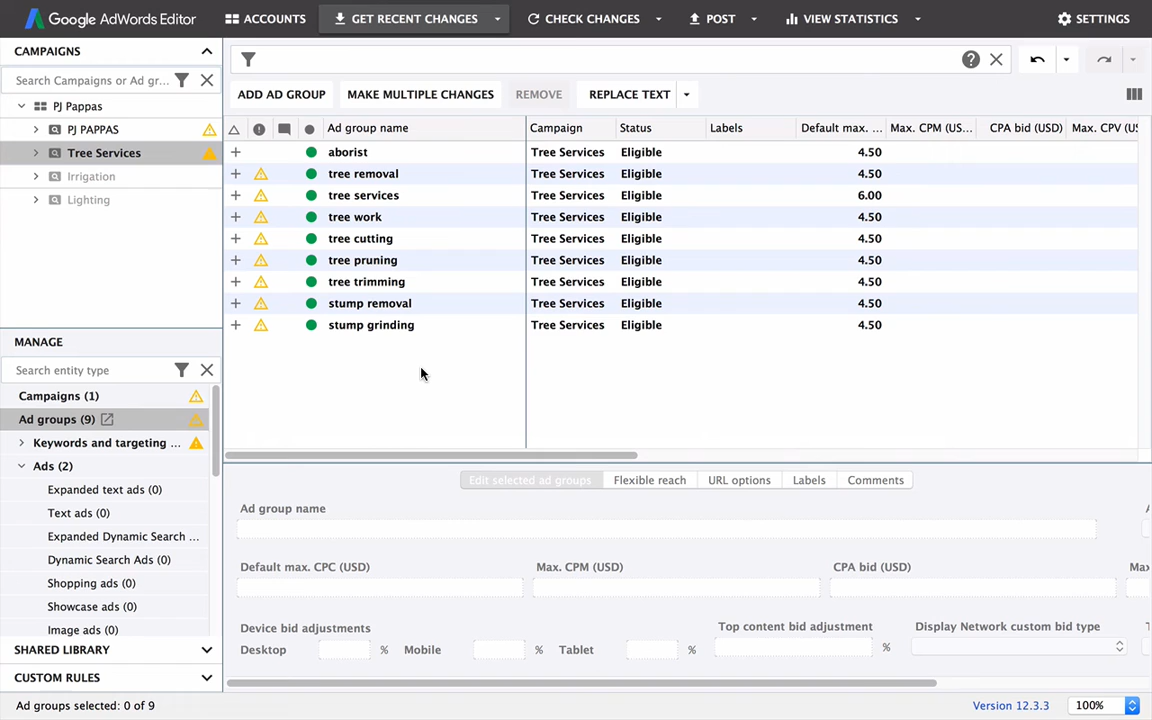 Google AdWords Editor ACCOUNTS GET RECENT CHANGES CHECK CHANGES POST VIEW STATISTICS SETTINGS
CAMPAIGNS
Search Campaigns or Ad gr...
PJ Pappas
PJ PAPPAS
Tree Services
Irrigation
Lighting
ADD AD GROUP MAKE MULTIPLE CHANGES REMOVE REPLACE TEXT
Ad group name Campaign Status Labels Default max. ... Max. CPM (US... CPA bid (USD) Max. CPV (US
aborist Tree Services Eligible 4.50
tree removal Tree Services Eligible 4.50
tree services Tree Services Eligible 6.00
tree work Tree Services Eligible 4.50
tree cutting Tree Services Eligible 4.50
tree pruning Tree Services Eligible 4.50
tree trimming Tree Services Eligible 4.50
stump removal Tree Services Eligible 4.50
stump grinding Tree Services Eligible 4.50
MANAGE
Search entity type
Campaigns (1)
Ad groups (9)
Keywords and targeting ...
Ads (2)
Expanded text ads (0)
Text ads (0)
Expanded Dynamic Search ...
Dynamic Search Ads (0)
Shopping ads (0)
Showcase ads (0)
Image ads (0)
SHARED LIBRARY
CUSTOM RULES
Edit selected ad groups Flexible reach URL options Labels Comments
Ad group name
Default max. CPC (USD) Max. CPM (USD) CPA bid (USD) Max
Device bid adjustments Top content bid adjustment Display Network custom bid type
Desktop % Mobile % Tablet % %
Ad groups selected: 0 of 9 Version 12.3.3 100%